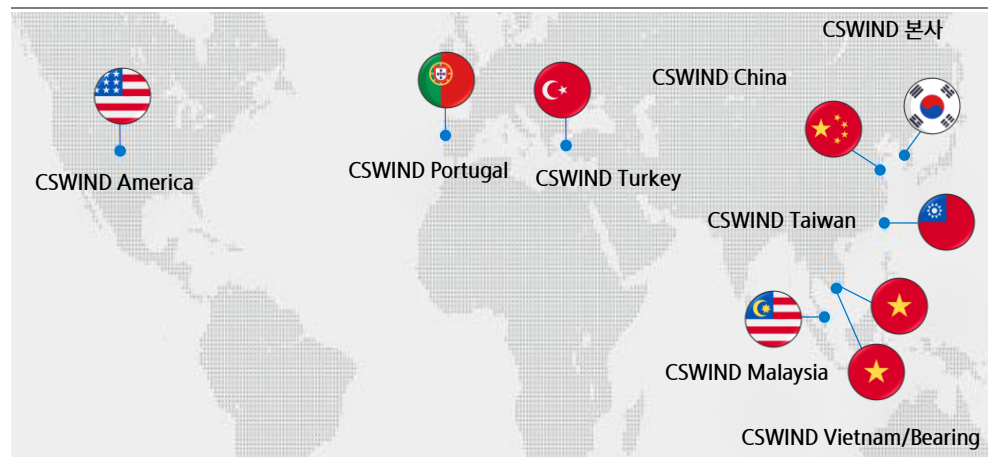 CSWIND 본사
CSWIND China
CSWIND America
CSWIND Portugal
CSWIND Turkey
CSWIND Taiwan
CSWIND Malaysia
CSWIND Vietnam/Bearing